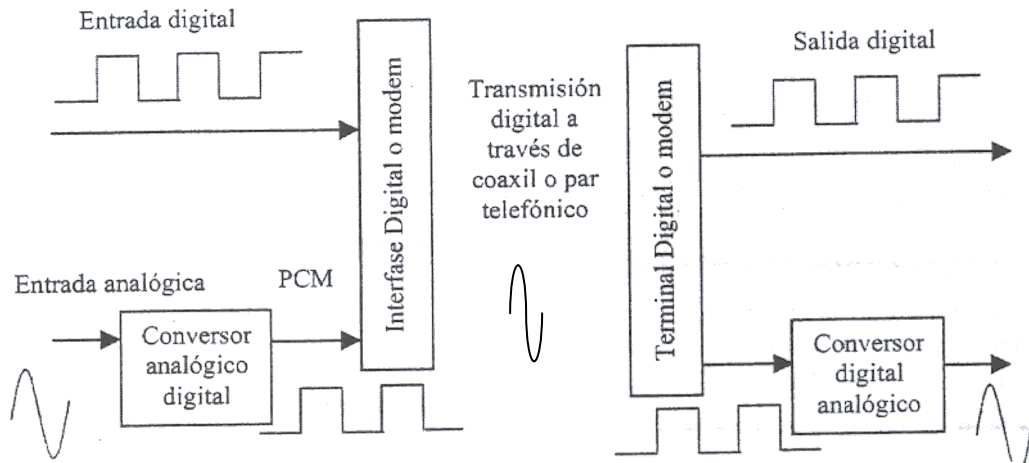 Entrada digital
Interfase Digital o modem
Transmisión
digital a
través de
coaxil o par
telefónico
Terminal Digital o modem
Salida digital
Entrada analógica
PCM
Conversor
analógico
digital
Conversor
digital
analógico